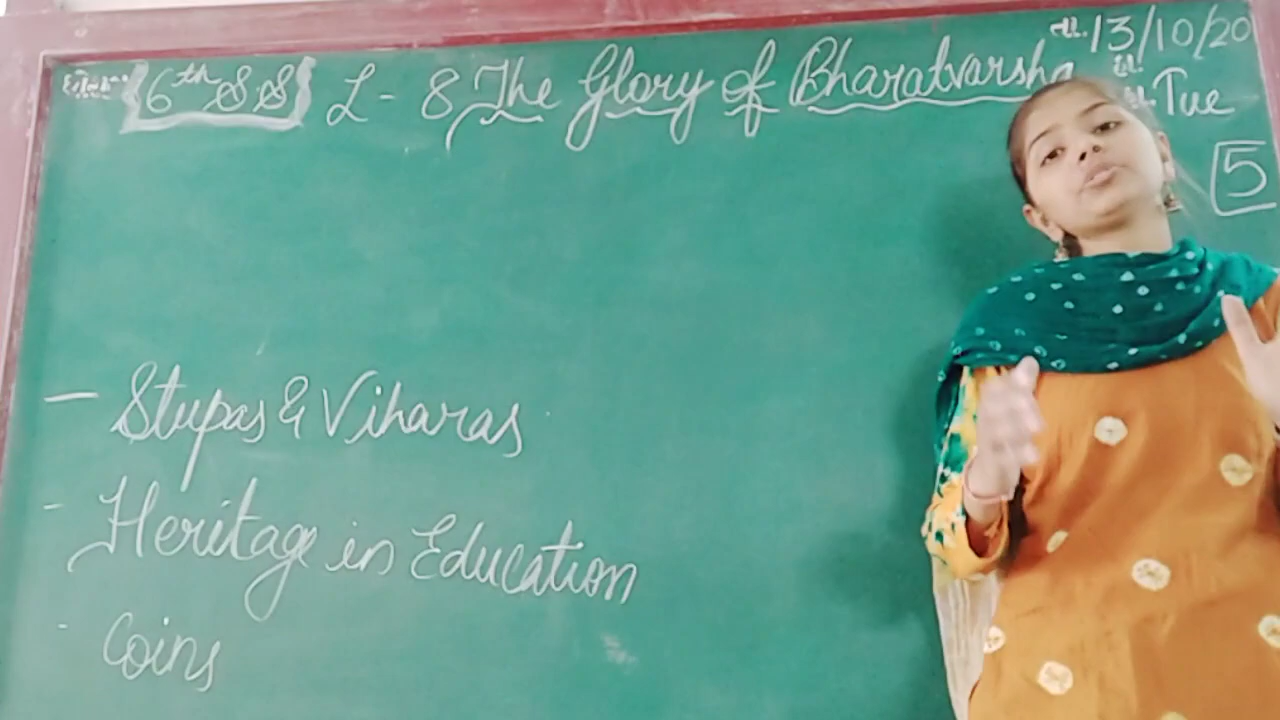 6th S.S L - 8 The Glory of Bharatvarsha
તા. 13/10/20
Tue
5
- Stupas & Viharas
- Heritage in Education
- Coins